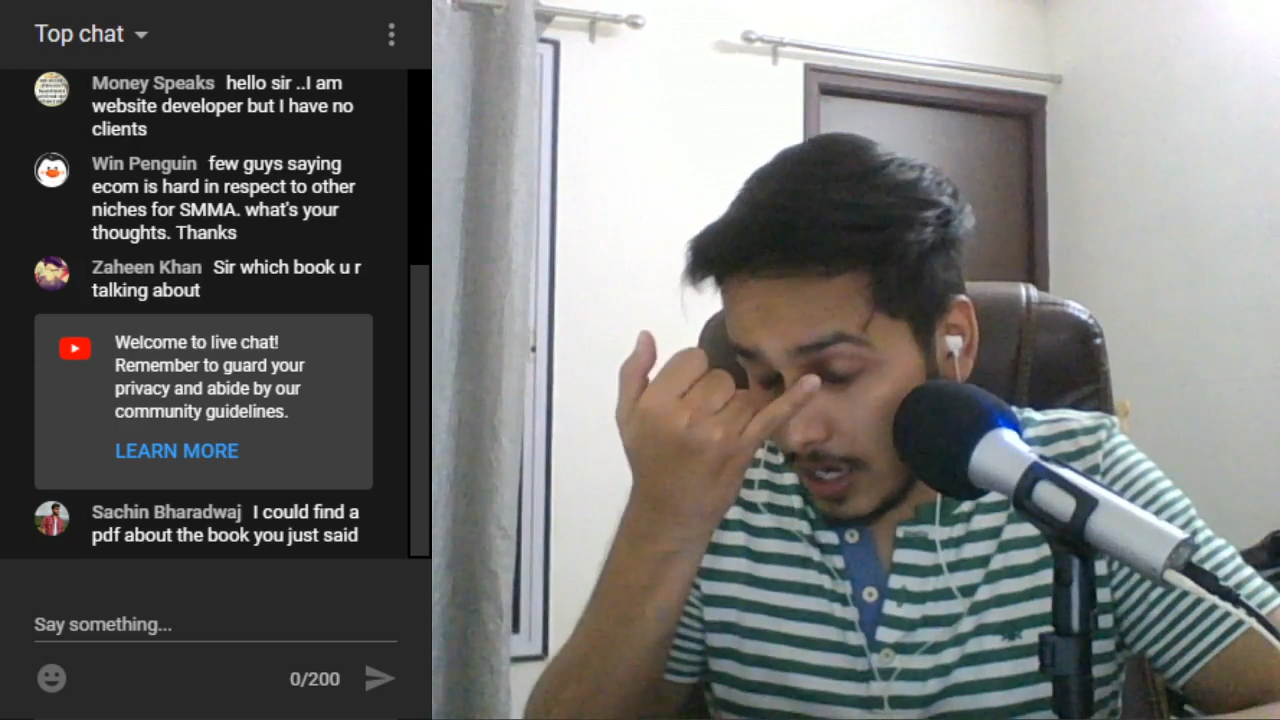 Top chat
Money Speaks hello sir ..I am
website developer but I have no
clients
Win Penguin few guys saying
ecom is hard in respect to other
niches for SMMA. what's your
thoughts. Thanks
Zaheen Khan Sir which book u r
talking about
Welcome to live chat!
Remember to guard your
privacy and abide by our
community guidelines.
LEARN MORE
Sachin Bharadwaj I could find a
pdf about the book you just said
Say something...
0/200